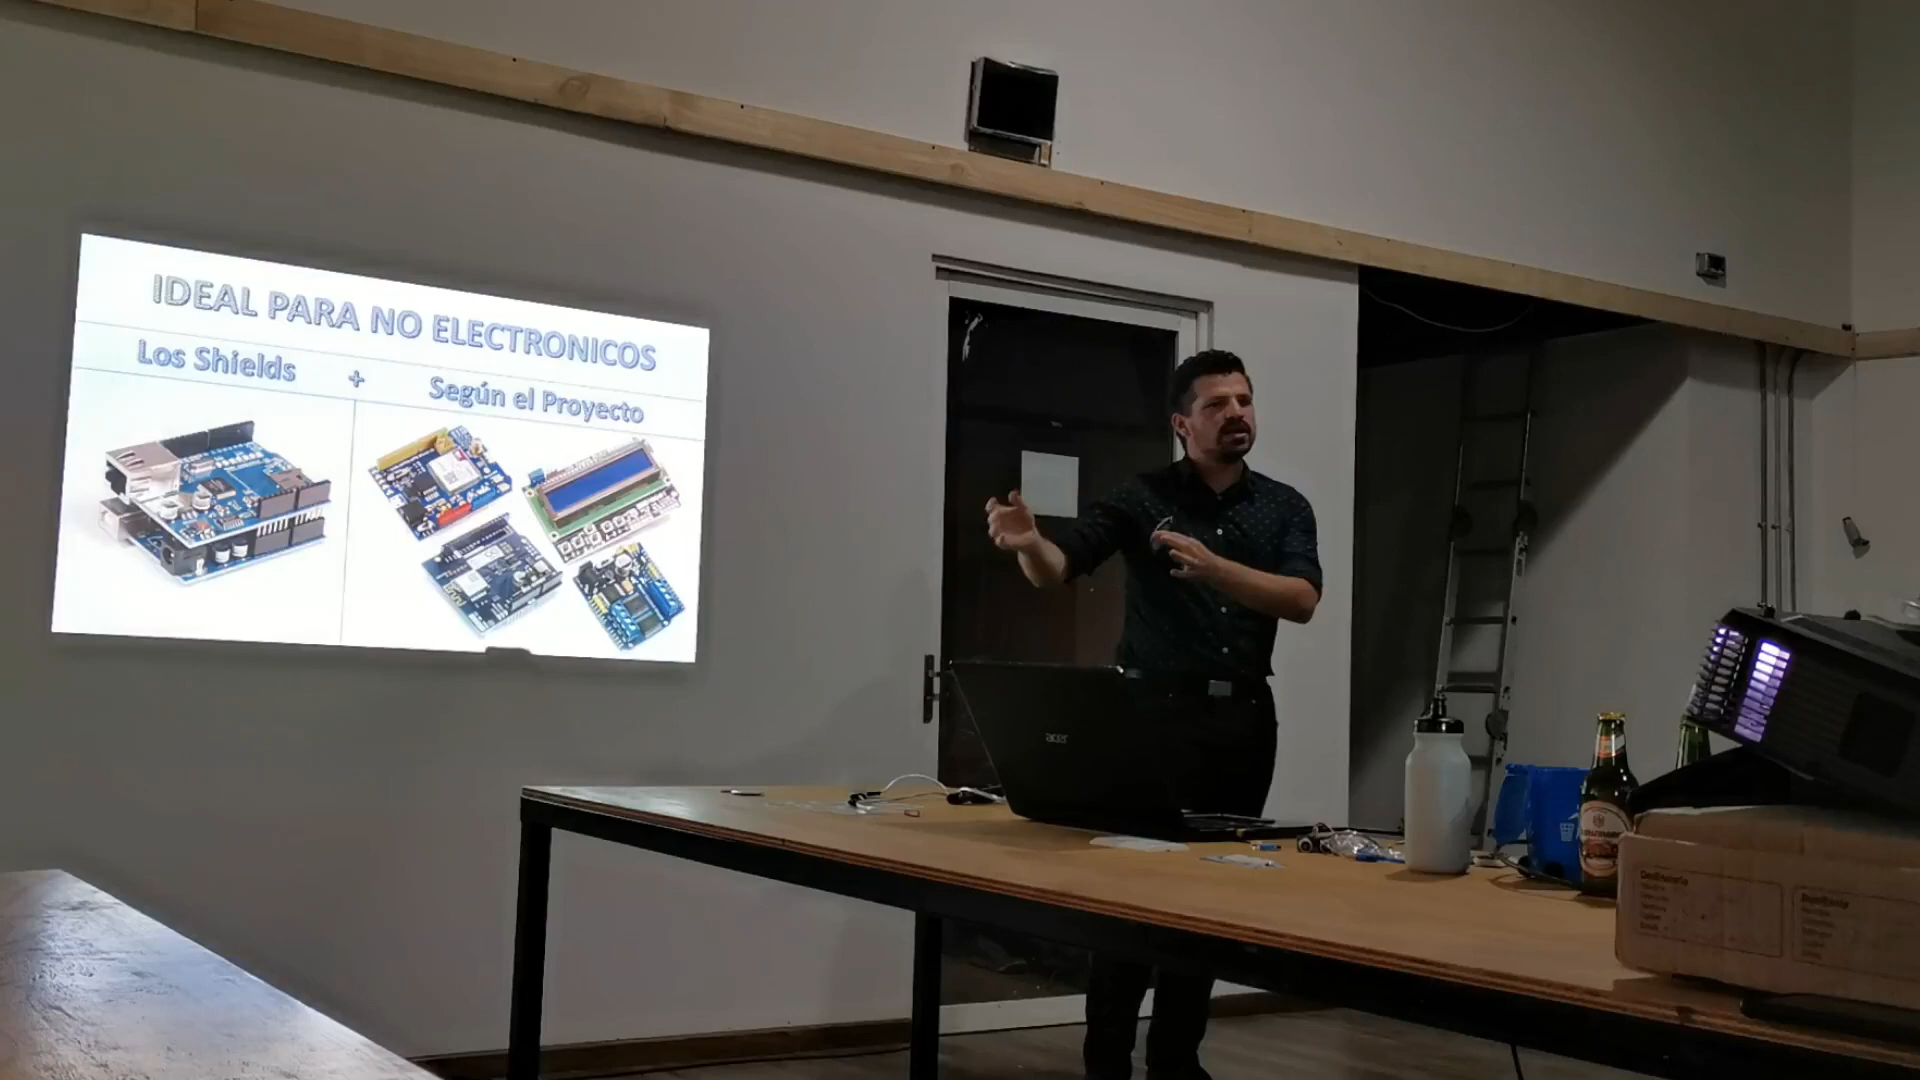 IDEAL PARA NO ELECTRONICOS
Los Shields + Según el Proyecto
acer